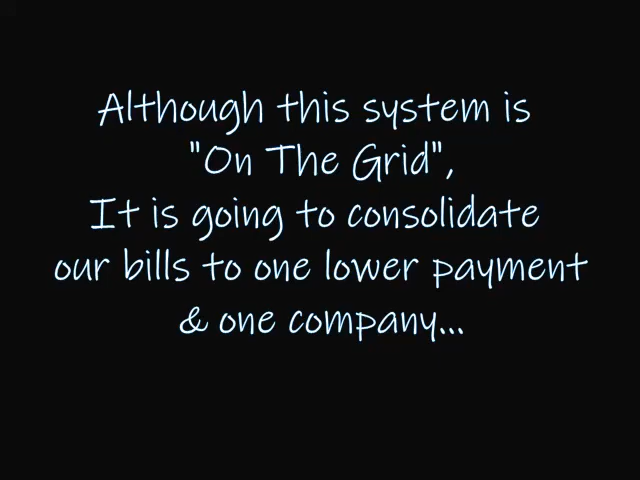 Although this system is
"On The Grid",
It is going to consolidate
our bills to one lower payment
& one company...